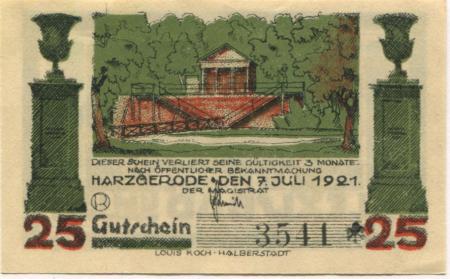 DIESER SCHEIN VERLIERT SEINE GÜLTIGKEIT 3 MONATE
NACH ÖFFENTLICHER BEKANNTMACHUNG
HARZGERODE, DEN 7. JULI 1921.
DER MAGISTRAT
25 Gutschein 3541 25
LOUIS KOCH - HALBERSTADT